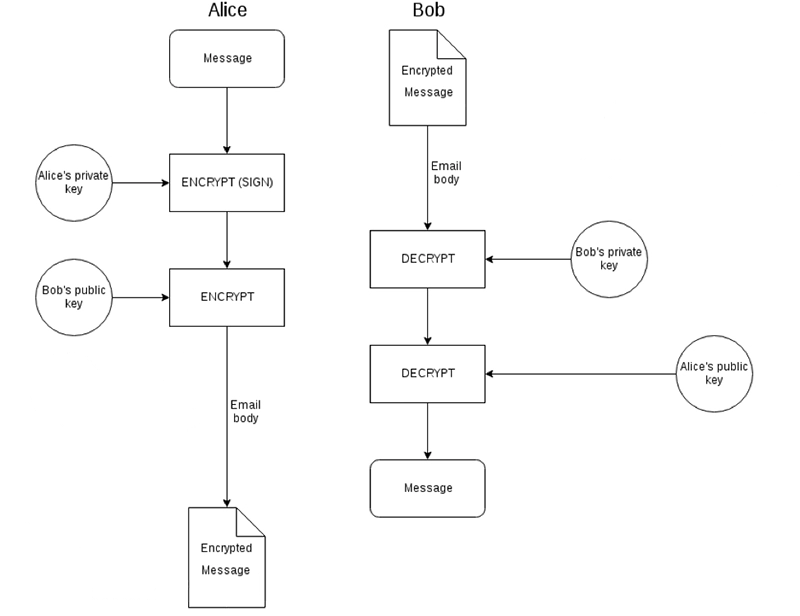 Alice
Message
Alice's private
key
ENCRYPT (SIGN)
Bob's public
key
ENCRYPT
Email
body
Encrypted
Message
Bob
Encrypted
Message
Email
body
DECRYPT
Bob's private
key
DECRYPT
Alice's public
key
Message